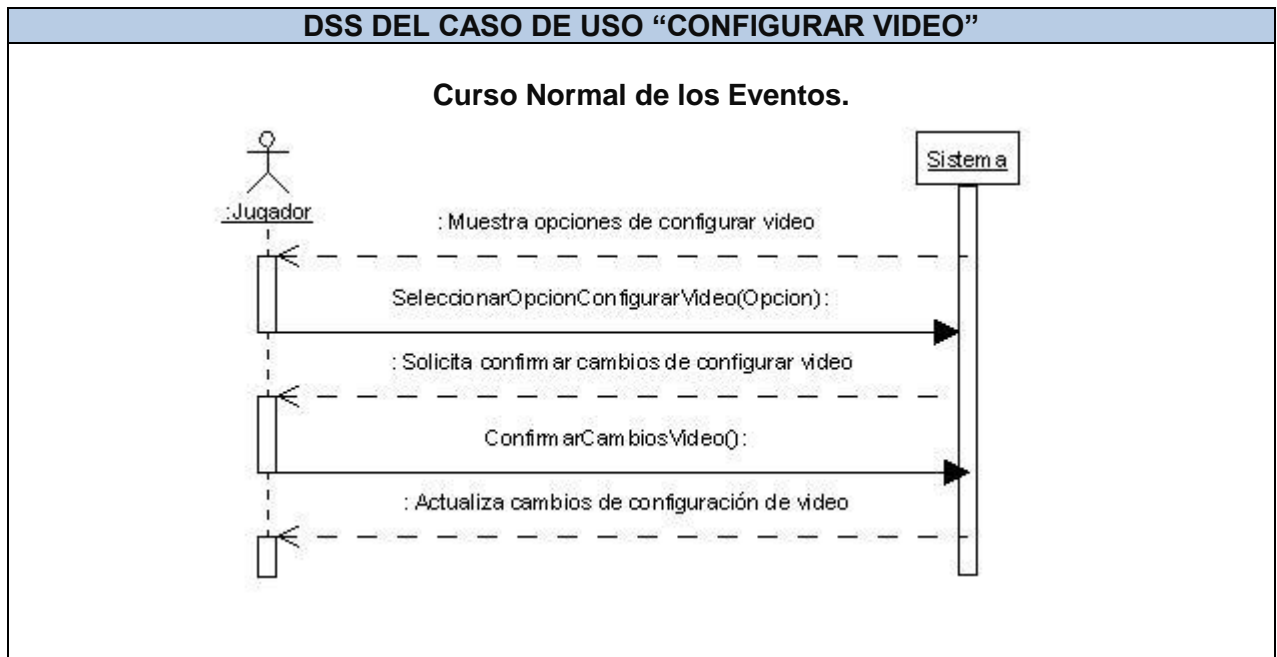 DSS DEL CASO DE USO “CONFIGURAR VIDEO”
Curso Normal de los Eventos.
Sistema
:Jugador
: Muestra opciones de configurar video
SeleccionarOpcionConfigurarVideo(Opcion):
: Solicita confirmar cambios de configurar video
ConfirmarCambiosVideo():
: Actualiza cambios de configuración de video